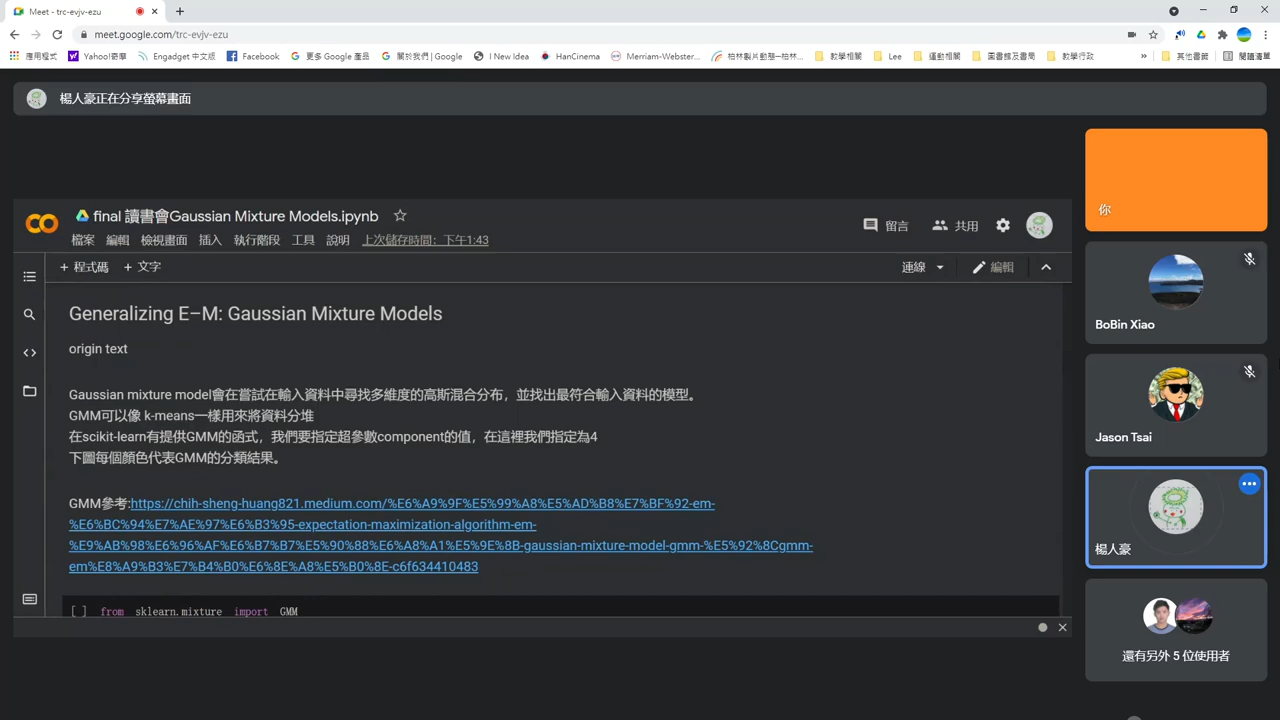 Meet - trc-evjv-ezu
meet.google.com/trc-evjv-ezu
應用程式 Yahoo!奇摩 Engadget 中文版 Facebook 更多 Google 產品 關於我們 | Google I New Idea HanCinema Merriam-Webster... 柏林製片動態—柏林... 教學相關 Lee 運動相關 圖書館及書局 教學行政 » 其他書籤 閱讀清單
楊人豪正在分享螢幕畫面
final 讀書會Gaussian Mixture Models.ipynb
留言 共用
檔案 編輯 檢視畫面 插入 執行階段 工具 說明 上次儲存時間：下午1:43
+ 程式碼 + 文字 連線 編輯
Generalizing E–M: Gaussian Mixture Models
origin text
Gaussian mixture model會在嘗試在輸入資料中尋找多維度的高斯混合分布，並找出最符合輸入資料的模型。
GMM可以像 k-means一樣用來將資料分堆
在scikit-learn有提供GMM的函式，我們要指定超參數component的值，在這裡我們指定為4
下圖每個顏色代表GMM的分類結果。
GMM參考:https://chih-sheng-huang821.medium.com/%E6%A9%9F%E5%99%A8%E5%AD%B8%E7%BF%92-em-
%E6%BC%94%E7%AE%97%E6%B3%95-expectation-maximization-algorithm-em-
%E9%AB%98%E6%96%AF%E6%B7%B7%E5%90%88%E6%A8%A1%E5%9E%8B-gaussian-mixture-model-gmm-%E5%92%8Cgmm-
em%E8%A9%B3%E7%B4%B0%E6%8E%A8%E5%B0%8E-c6f634410483
[ ] from sklearn.mixture import GMM
你
BoBin Xiao
Jason Tsai
楊人豪
還有另外 5 位使用者